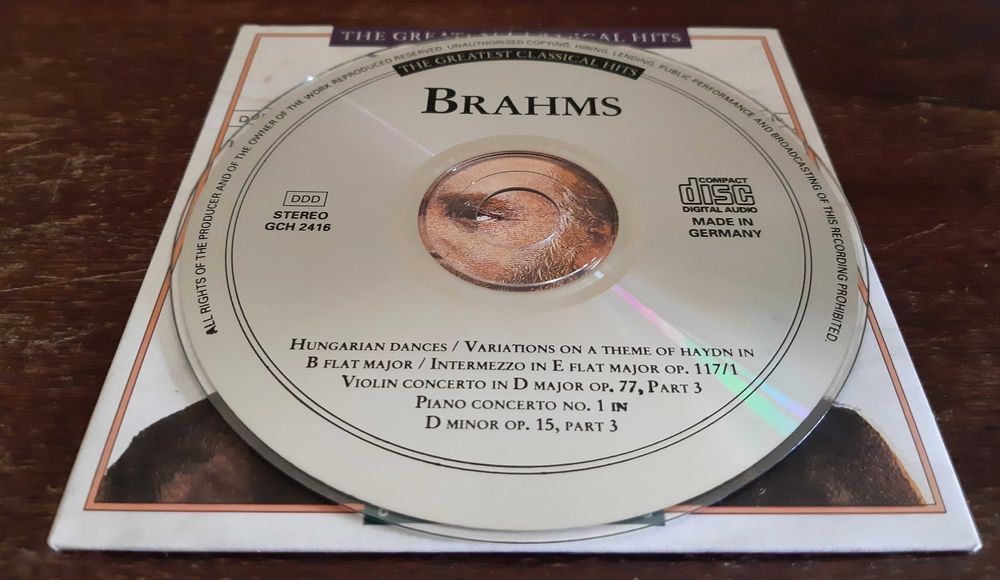 THE GREATEST CLASSICAL HITS
ALL RIGHTS OF THE PRODUCER AND OF THE OWNER OF THE WORK REPRODUCED RESERVED. UNAUTHORISED COPYING, HIRING, LENDING, PUBLIC PERFORMANCE AND BROADCASTING OF THIS RECORDING PROHIBITED.
THE GREATEST CLASSICAL HITS
BRAHMS
DDD
STEREO
GCH 2416
COMPACT
disc
DIGITAL AUDIO
MADE IN
GERMANY
HUNGARIAN DANCES / VARIATIONS ON A THEME OF HAYDN IN
B FLAT MAJOR / INTERMEZZO IN E FLAT MAJOR OP. 117/1
VIOLIN CONCERTO IN D MAJOR OP. 77, PART 3
PIANO CONCERTO NO. 1 IN
D MINOR OP. 15, PART 3